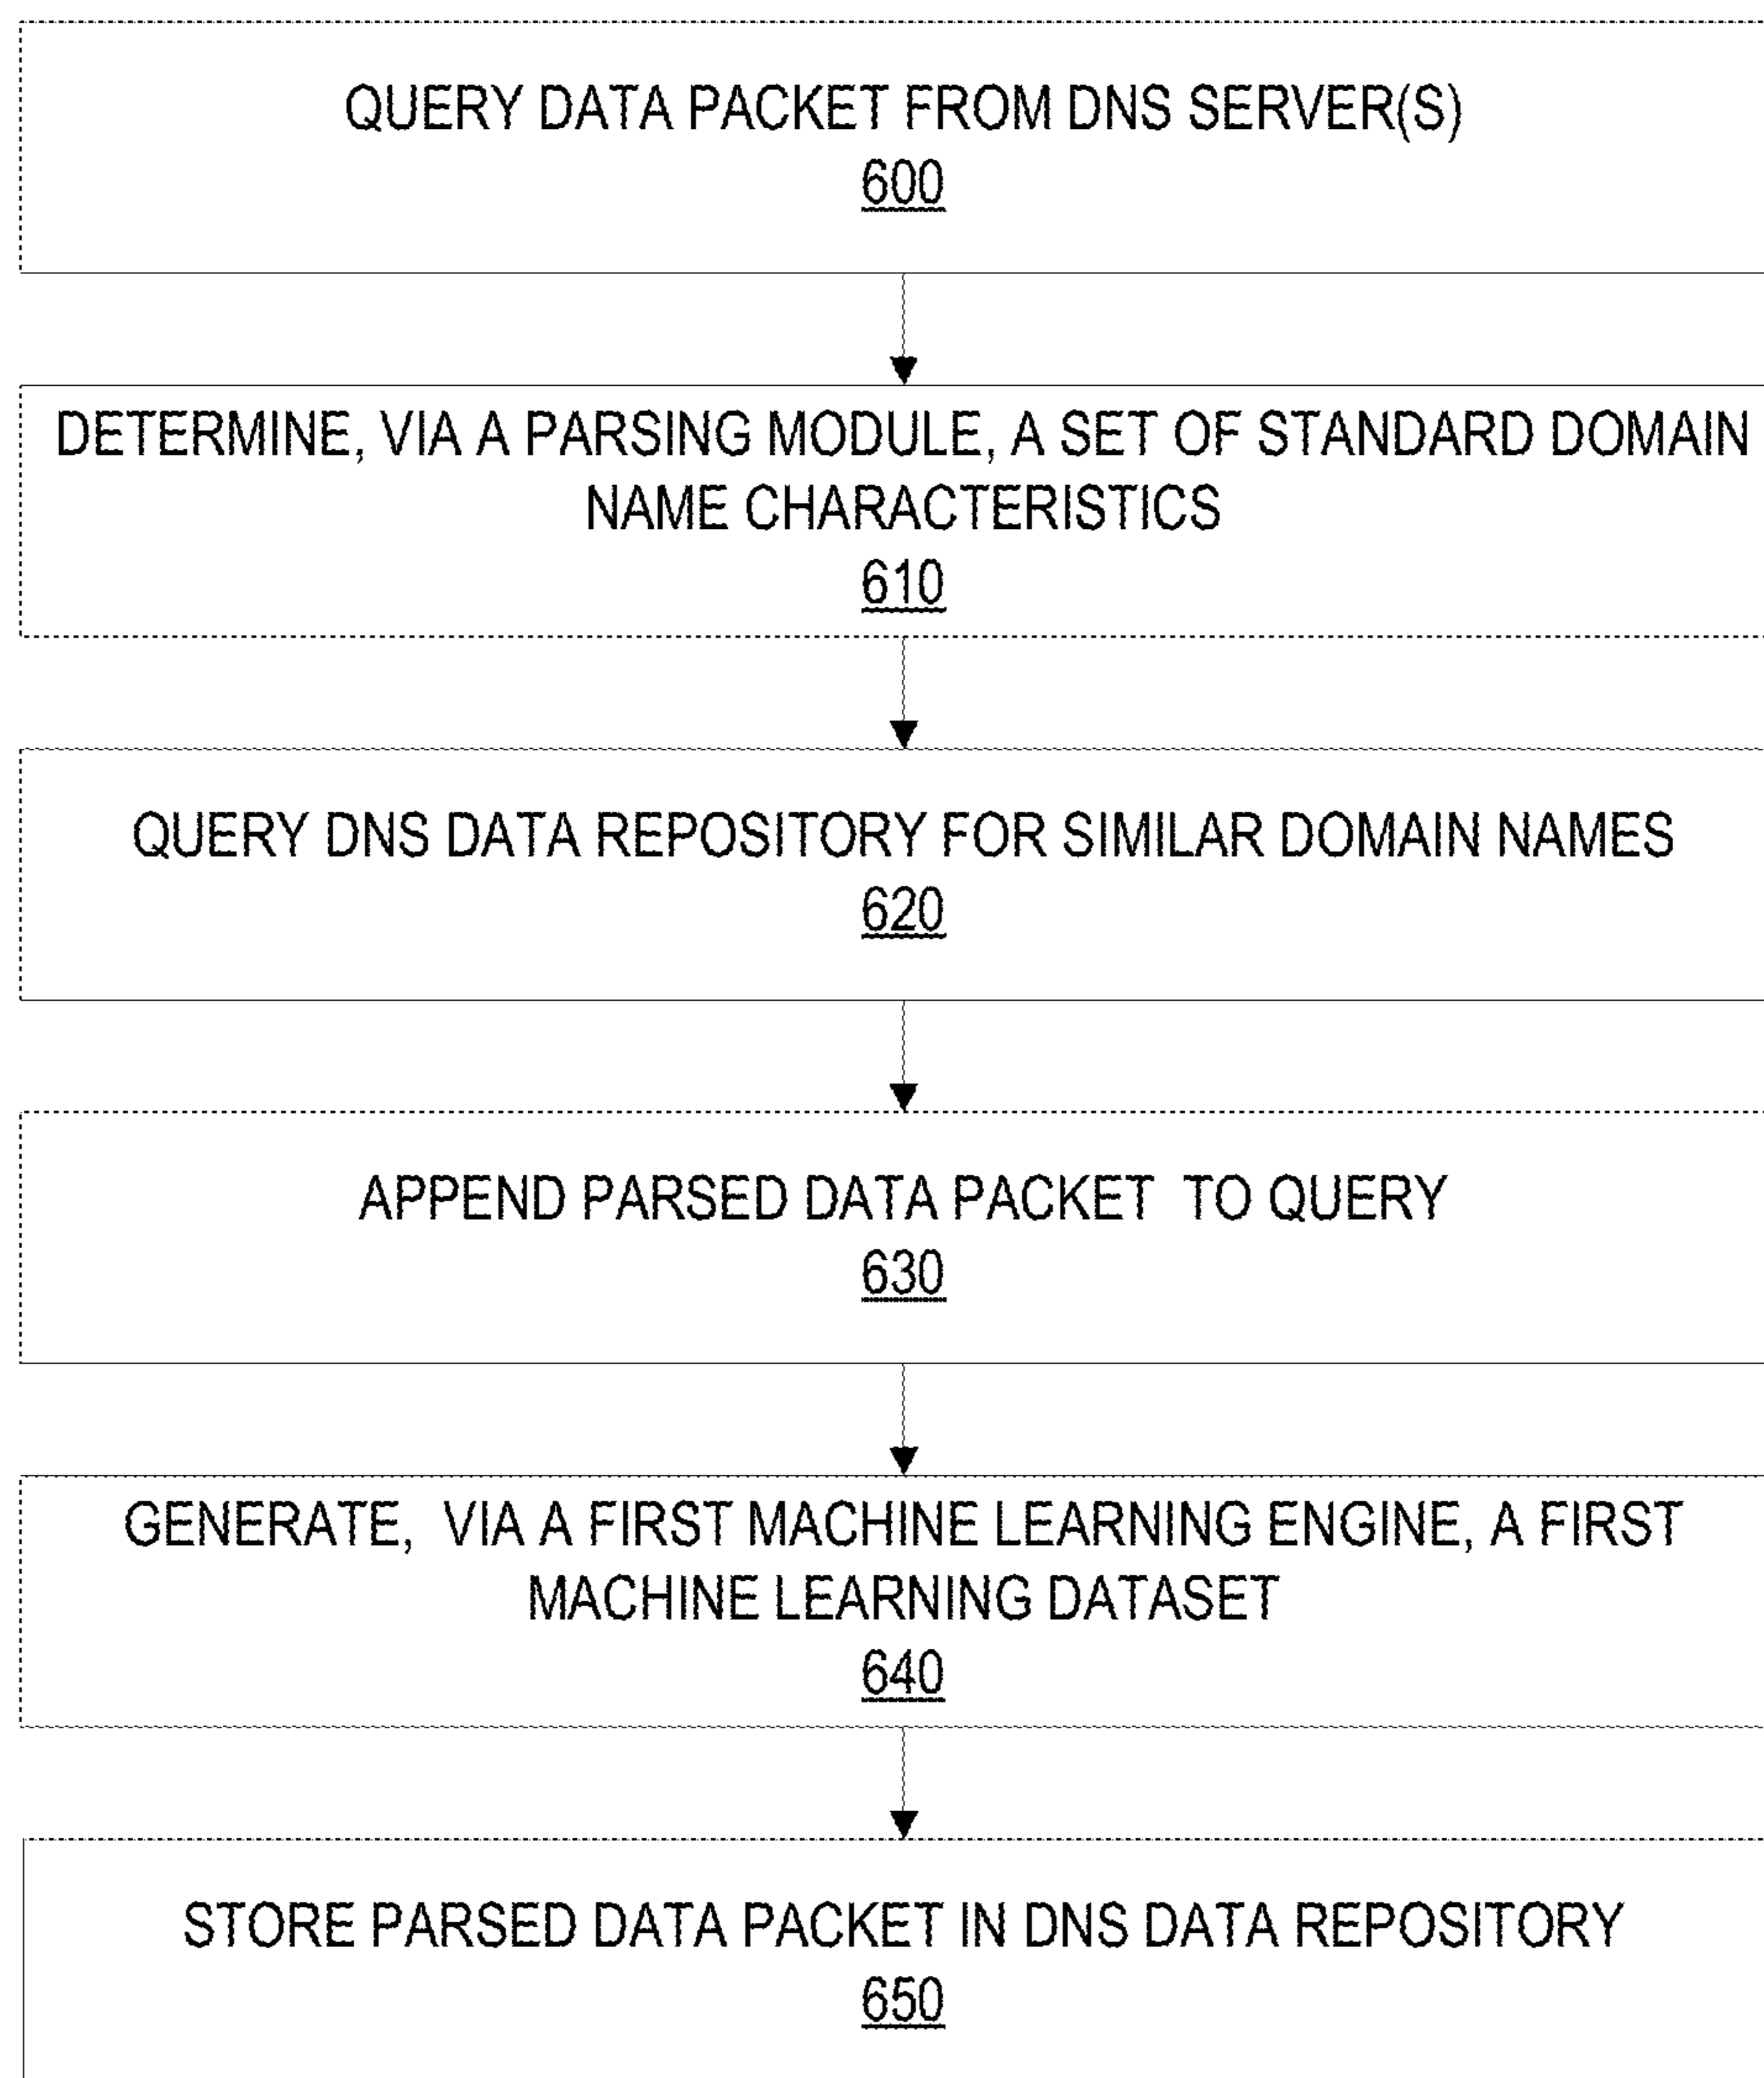 QUERY DATA PACKET FROM DNS SERVER(S)
600
DETERMINE, VIA A PARSING MODULE, A SET OF STANDARD DOMAIN
NAME CHARACTERISTICS
610
QUERY DNS DATA REPOSITORY FOR SIMILAR DOMAIN NAMES
620
APPEND PARSED DATA PACKET TO QUERY
630
GENERATE, VIA A FIRST MACHINE LEARNING ENGINE, A FIRST
MACHINE LEARNING DATASET
640
STORE PARSED DATA PACKET IN DNS DATA REPOSITORY
650